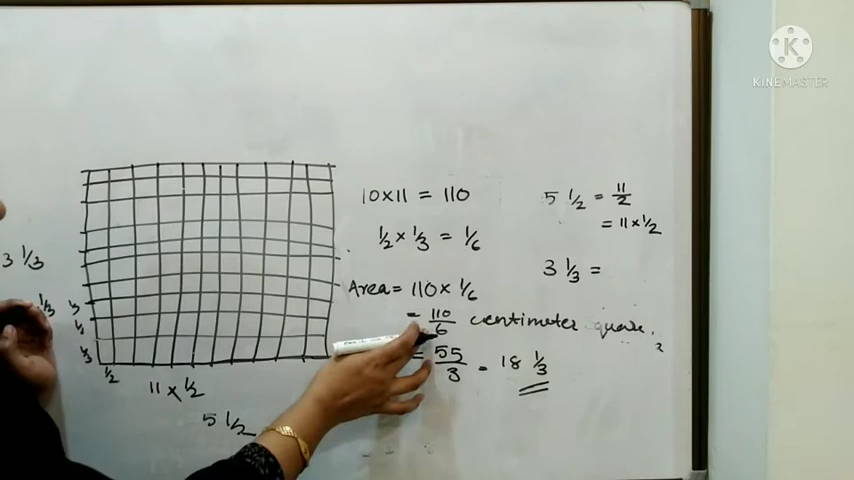 K
KINEMASTER
10×11 = 110
5 1/2 = 11/2
= 11×1/2
1/2 × 1/3 = 1/6
3 1/3
3 1/3 =
Area = 110 × 1/6
= 110/6 centimeter square.
= 55/3 = 18 1/3
1/3
1/3
1/3
1/3
1/2
11 × 1/2
5 1/2